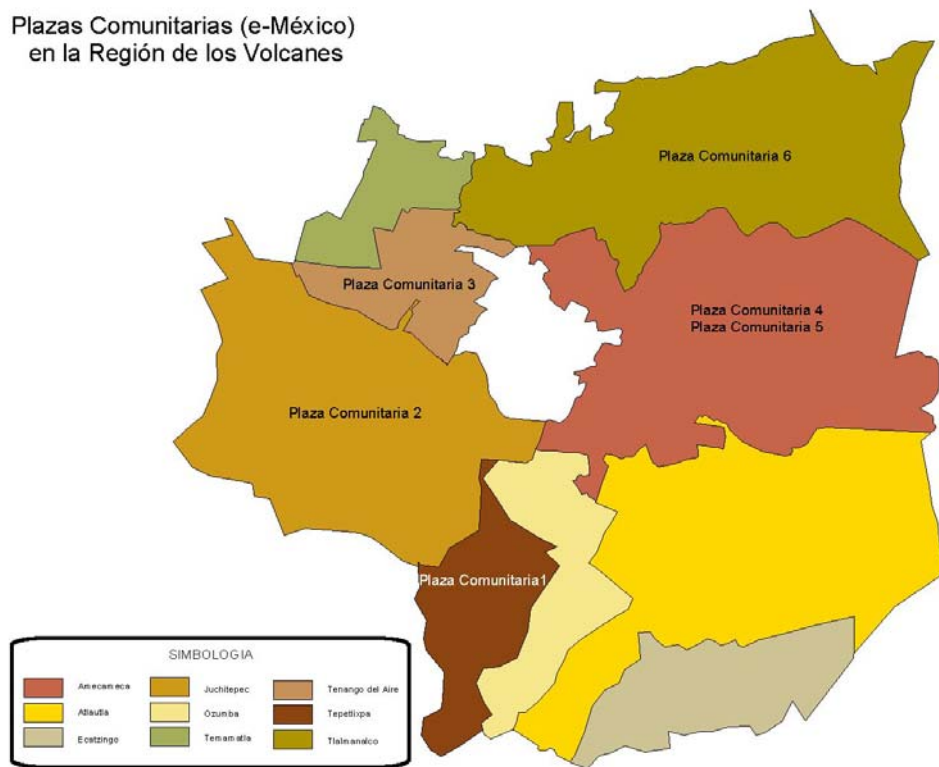 Plazas Comunitarias (e-México)
en la Región de los Volcanes
Plaza Comunitaria 6
Plaza Comunitaria 3
Plaza Comunitaria 4
Plaza Comunitaria 5
Plaza Comunitaria 2
Plaza Comunitaria1
SIMBOLOGIA
Amecameca
Juchitepec
Tenango del Aire
Atlautla
Ozumba
Tepetlixpa
Ecatzingo
Temamatla
Tlalmanalco